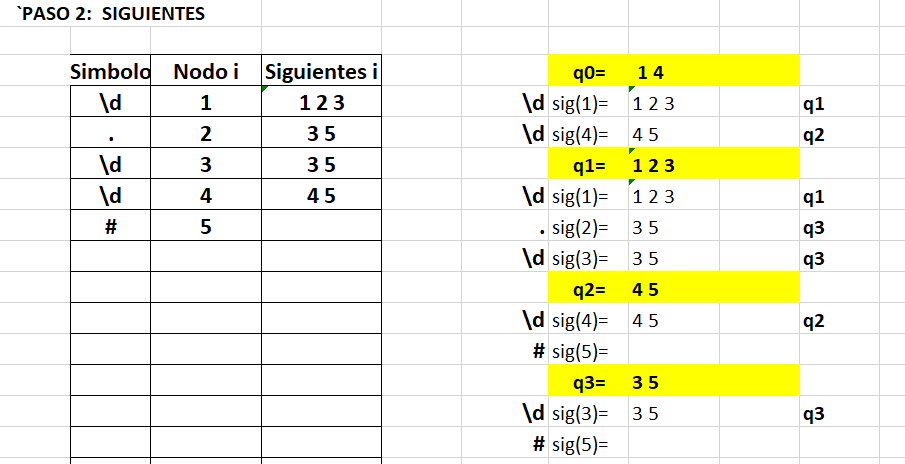 `PASO 2:  SIGUIENTES
Simbolo Nodo i Siguientes i
\d 1 1 2 3
. 2 3 5
\d 3 3 5
\d 4 4 5
# 5
q0= 1 4
\d sig(1)= 1 2 3 q1
\d sig(4)= 4 5 q2
q1= 1 2 3
\d sig(1)= 1 2 3 q1
. sig(2)= 3 5 q3
\d sig(3)= 3 5 q3
q2= 4 5
\d sig(4)= 4 5 q2
# sig(5)=
q3= 3 5
\d sig(3)= 3 5 q3
# sig(5)=